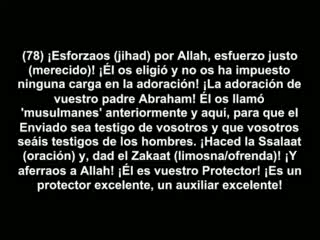 (78) ¡Esforzaos (jihad) por Allah, esfuerzo justo
(merecido)! ¡Él os eligió y no os ha impuesto
ninguna carga en la adoración! ¡La adoración de
vuestro padre Abraham! Él os llamó
'musulmanes' anteriormente y aquí, para que el
Enviado sea testigo de vosotros y que vosotros
seáis testigos de los hombres. ¡Haced la Ssalaat
(oración) y, dad el Zakaat (limosna/ofrenda)! ¡Y
aferraos a Allah! ¡Él es vuestro Protector! ¡Es un
protector excelente, un auxiliar excelente!